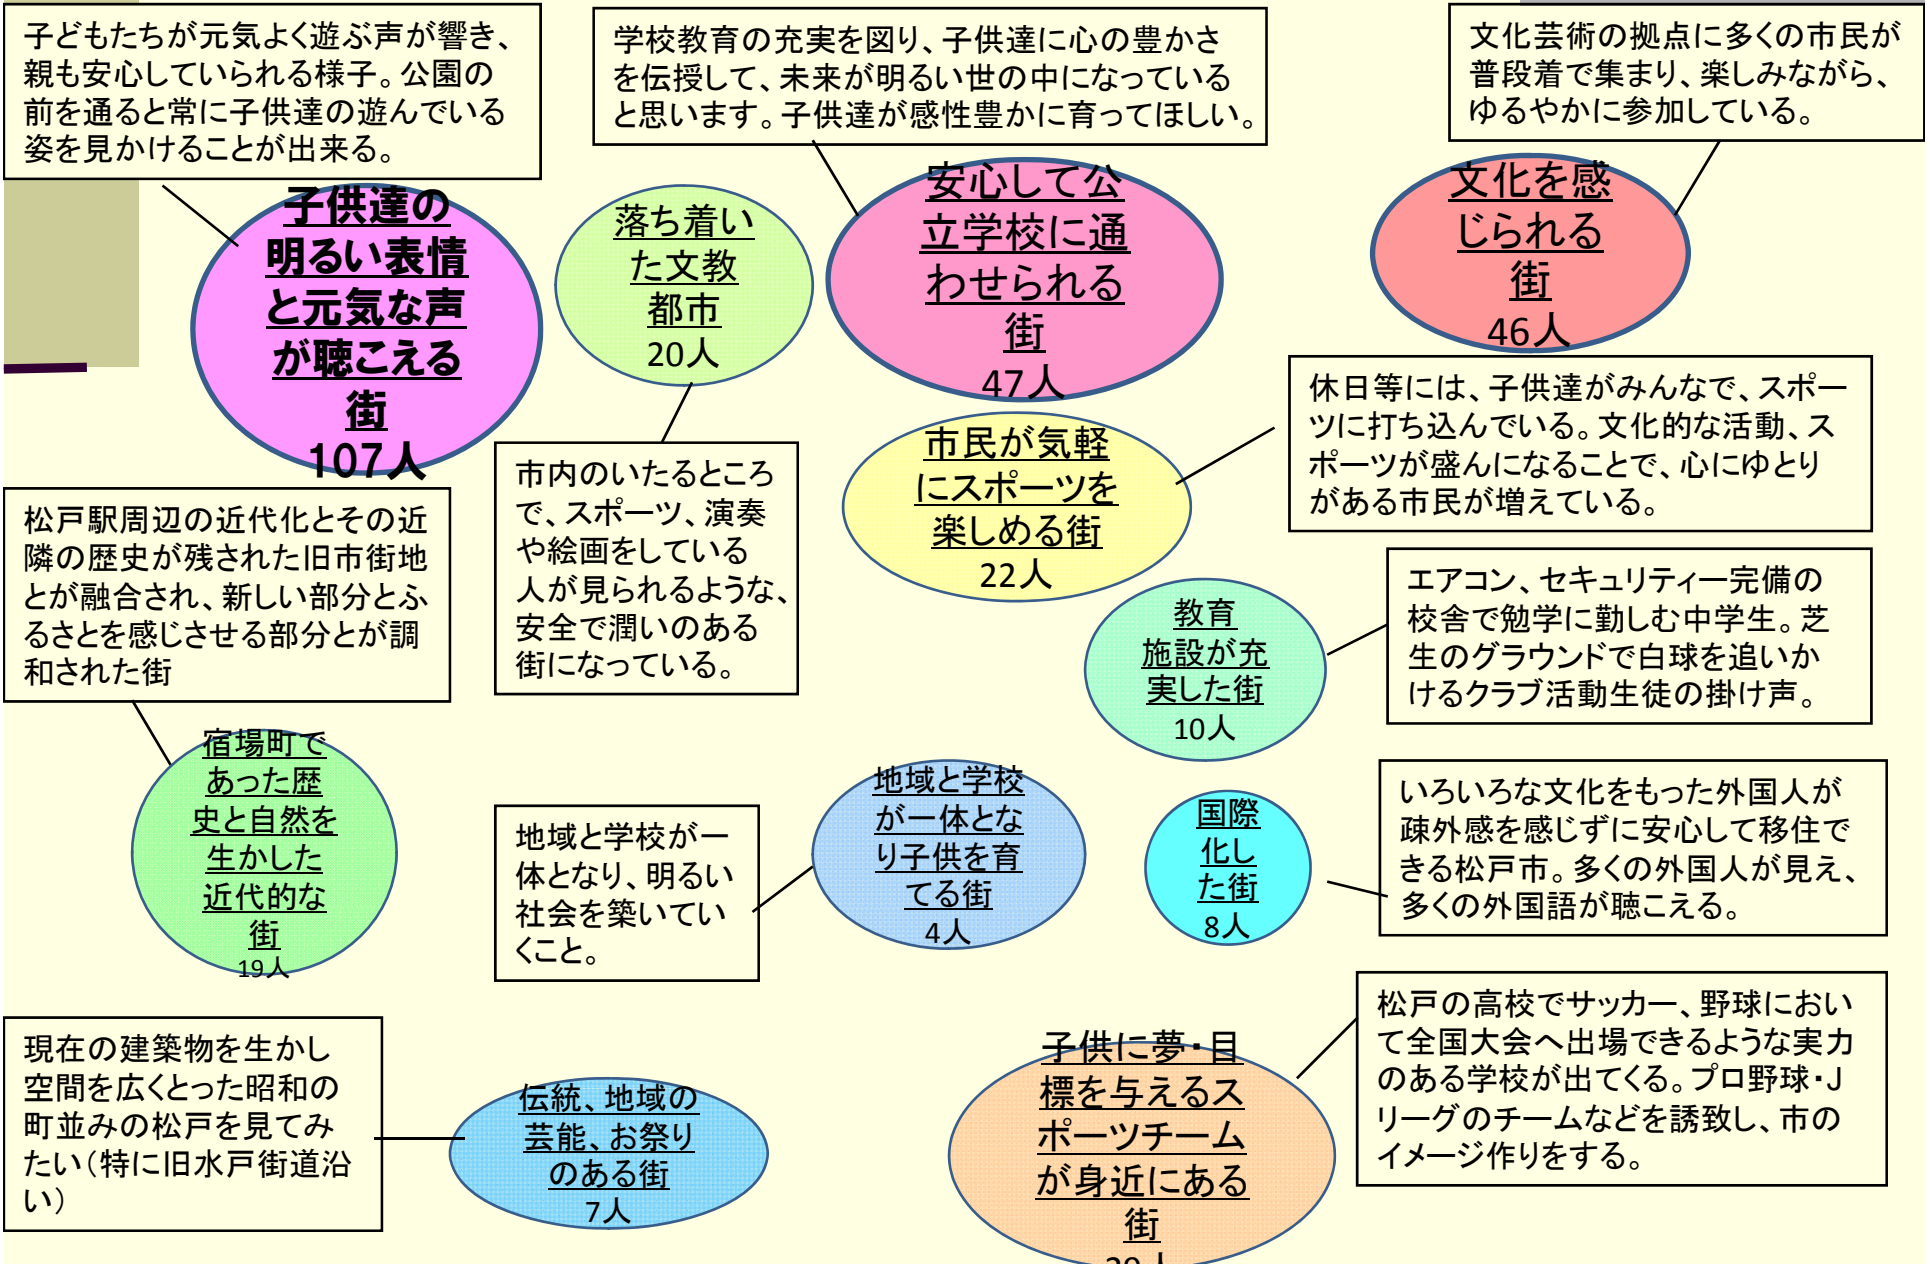 子どもたちが元気よく遊ぶ声が響き、
親も安心していられる様子。公園の
前を通ると常に子供達の遊んでいる
姿を見かけることが出来る。
学校教育の充実を図り、子供達に心の豊かさ
を伝授して、未来が明るい世の中になっている
と思います。子供達が感性豊かに育ってほしい。
文化芸術の拠点に多くの市民が
普段着で集まり、楽しみながら、
ゆるやかに参加している。
子供達の
明るい表情
と元気な声
が聴こえる
街
107人
落ち着い
た文教
都市
20人
安心して公
立学校に通
わせられる
街
47人
文化を感
じられる
街
46人
市民が気軽
にスポーツを
楽しめる街
22人
休日等には、子供達がみんなで、スポー
ツに打ち込んでいる。文化的な活動、ス
ポーツが盛んになることで、心にゆとり
がある市民が増えている。
松戸駅周辺の近代化とその近
隣の歴史が残された旧市街地
とが融合され、新しい部分とふ
るさとを感じさせる部分とが調
和された街
市内のいたるところ
で、スポーツ、演奏
や絵画をしている
人が見られるような、
安全で潤いのある
街になっている。
教育
施設が充
実した街
10人
エアコン、セキュリティー完備の
校舎で勉学に勤しむ中学生。芝
生のグラウンドで白球を追いか
けるクラブ活動生徒の掛け声。
宿場町で
あった歴
史と自然を
生かした
近代的な
街
19人
地域と学校が一
体となり、明るい
社会を築いてい
くこと。
地域と学校
が一体とな
り子供を育
てる街
4人
国際
化し
た街
8人
いろいろな文化をもった外国人が
疎外感を感じずに安心して移住で
きる松戸市。多くの外国人が見え、
多くの外国語が聴こえる。
現在の建築物を生かし
空間を広くとった昭和の
町並みの松戸を見てみ
たい（特に旧水戸街道沿
い）
伝統、地域の
芸能、お祭り
のある街
7人
子供に夢・目
標を与えるス
ポーツチーム
が身近にある
街
松戸の高校でサッカー、野球におい
て全国大会へ出場できるような実力
のある学校が出てくる。プロ野球・J
リーグのチームなどを誘致し、市の
イメージ作りをする。